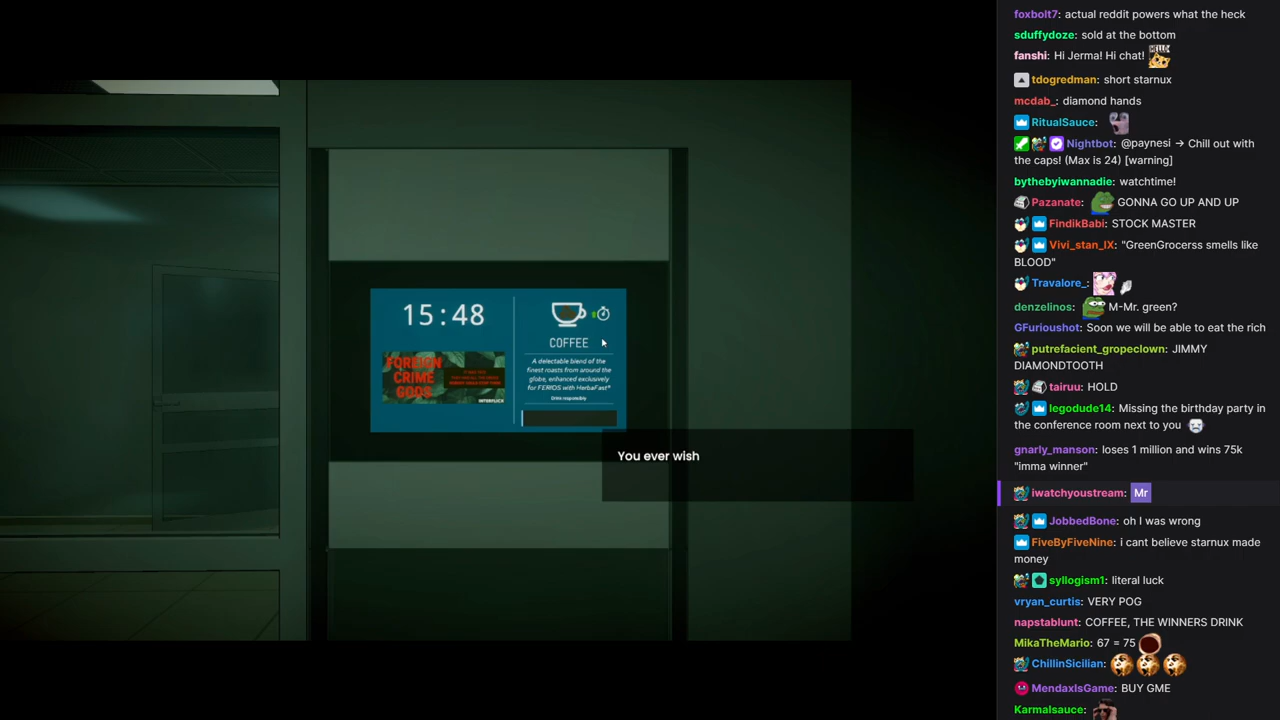 15:48
FOREIGN
CRIME
GODS
INTERFLICK
COFFEE
A delectable blend of the
finest roasts from around the
globe, enhanced exclusively
for FERIOS with HerbaFast®
Drink responsibly
You ever wish
foxbolt7: actual reddit powers what the heck
sduffydoze: sold at the bottom
fanshi: Hi Jerma! Hi chat!
tdogredman: short starnux
mcdab_: diamond hands
RitualSauce:
Nightbot: @paynesi → Chill out with
the caps! (Max is 24) [warning]
bythebyiwannadie: watchtime!
Pazanate: GONNA GO UP AND UP
FindikBabi: STOCK MASTER
Vivi_stan_IX: "GreenGrocerss smells like
BLOOD"
Travalore_:
denzelinos: M-Mr. green?
GFurioushot: Soon we will be able to eat the rich
putrefacient_gropeclown: JIMMY
DIAMONDTOOTH
tairuu: HOLD
legodude14: Missing the birthday party in
the conference room next to you
gnarly_manson: loses 1 million and wins 75k
"imma winner"
iwatchyoustream: Mr
JobbedBone: oh I was wrong
FiveByFiveNine: i cant believe starnux made
money
syllogism1: literal luck
vryan_curtis: VERY POG
napstablunt: COFFEE, THE WINNERS DRINK
MikaTheMario: 67 = 75
ChillinSicilian:
MendaxIsGame: BUY GME
Karmalsauce: